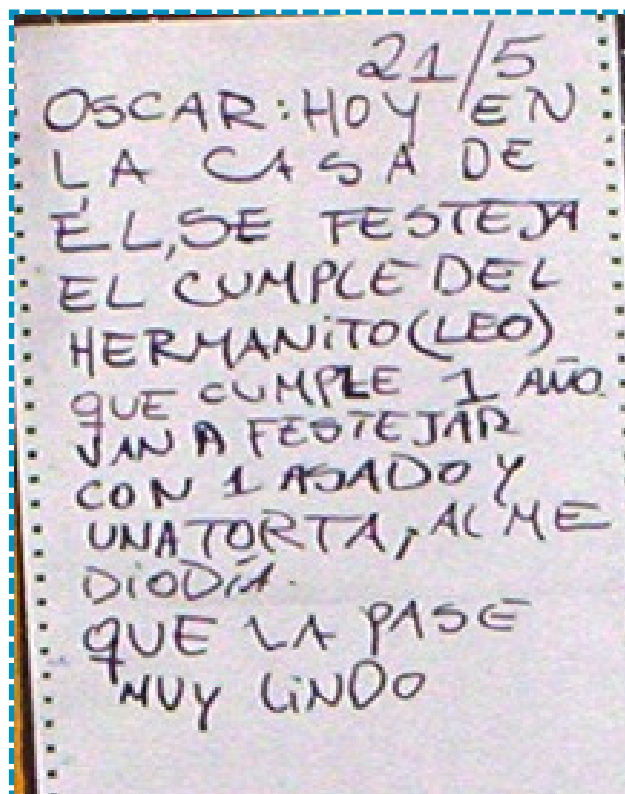 21/5
OSCAR: HOY EN
LA CASA DE
ÉL, SE FESTEJA
EL CUMPLE DEL
HERMANiTO (LEO)
QUE CUMPLE 1 AÑO.
VAN A FESTEJAR
CON 1 ASADO Y
UNA TORTA, AL ME
DiODÍA.
QUE LA PASE
MUY LiNDO